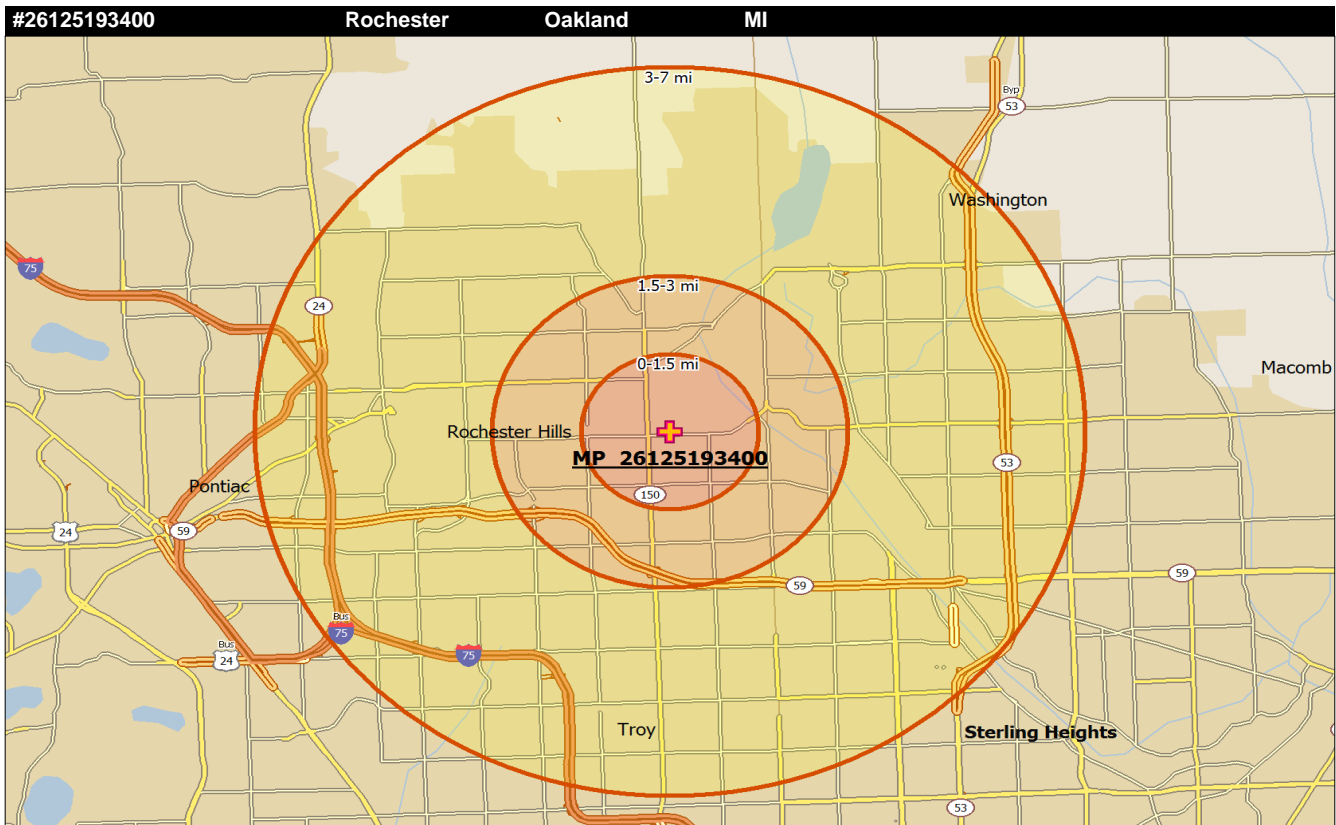 #26125193400 Rochester Oakland MI
3-7 mi
Byp
53
Washington
75
1.5-3 mi
24
0-1.5 mi
Macomb
Rochester Hills
MP 26125193400
53
Pontiac
150
24
59
59
59
Bus
75
Bus
24
75
Troy
Sterling Heights
53